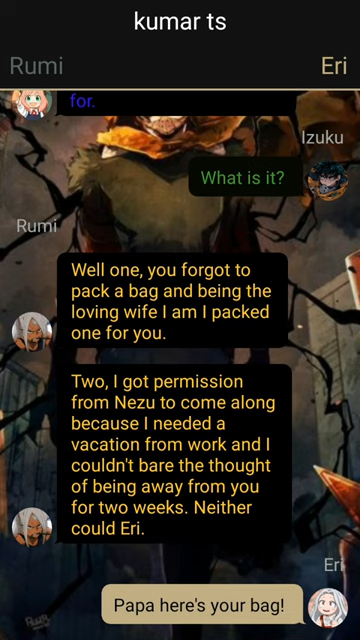 kumar ts
Rumi
Eri
for.
Izuku
What is it?
Rumi
Well one, you forgot to
pack a bag and being the
loving wife I am I packed
one for you.
Two, I got permission
from Nezu to come along
because I needed a
vacation from work and I
couldn't bare the thought
of being away from you
for two weeks. Neither
could Eri.
Eri
Papa here's your bag!